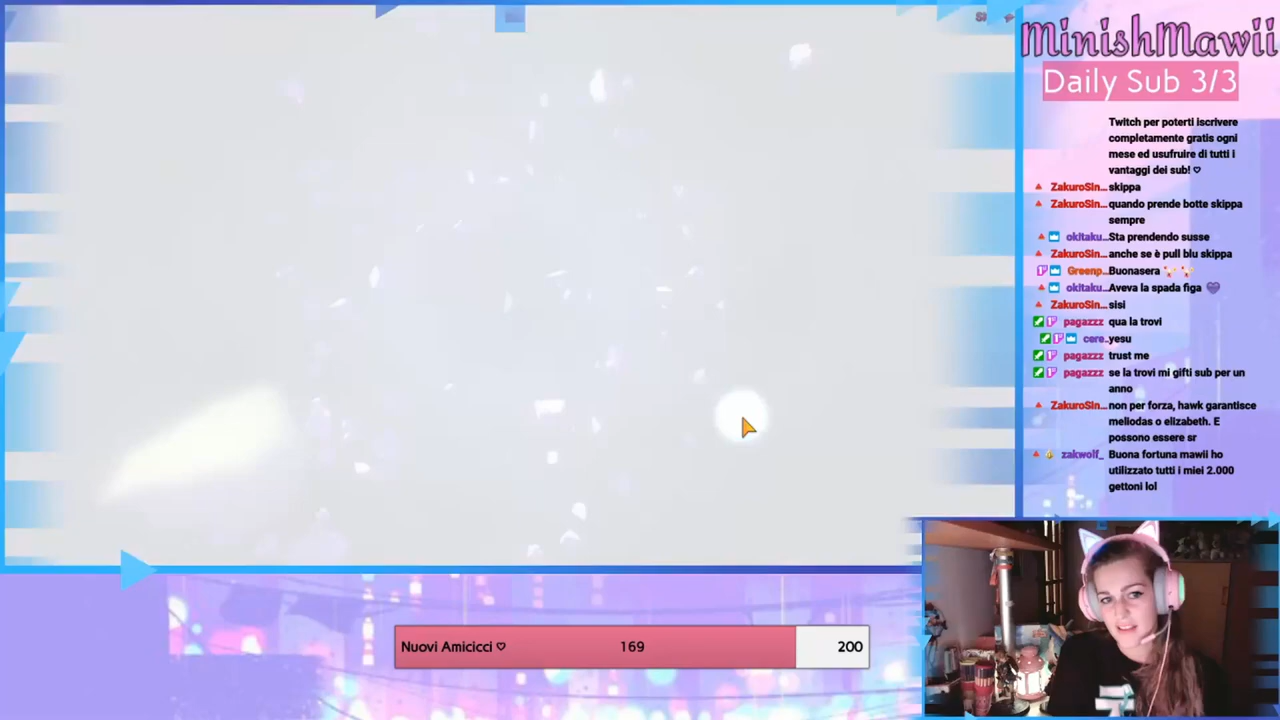 MinishMawii
Daily Sub 3/3
Twitch per poterti iscrivere
completamente gratis ogni
mese ed usufruire di tutti i
vantaggi dei sub! ♡
ZakuroSin... skippa
ZakuroSin... quando prende botte skippa
sempre
okitaku... Sta prendendo susse
ZakuroSin... anche se è pull blu skippa
Greenp... Buonasera
okitaku... Aveva la spada figa 💜
ZakuroSin... sisi
pagazzz qua la trovi
cere.. yesu
pagazzz trust me
pagazzz se la trovi mi gifti sub per un
anno
ZakuroSin... non per forza, hawk garantisce
meliodas o elizabeth. E
possono essere sr
zakwolf_ Buona fortuna mawii ho
utilizzato tutti i miei 2.000
gettoni lol
Nuovi Amicicci ♡ 169 200